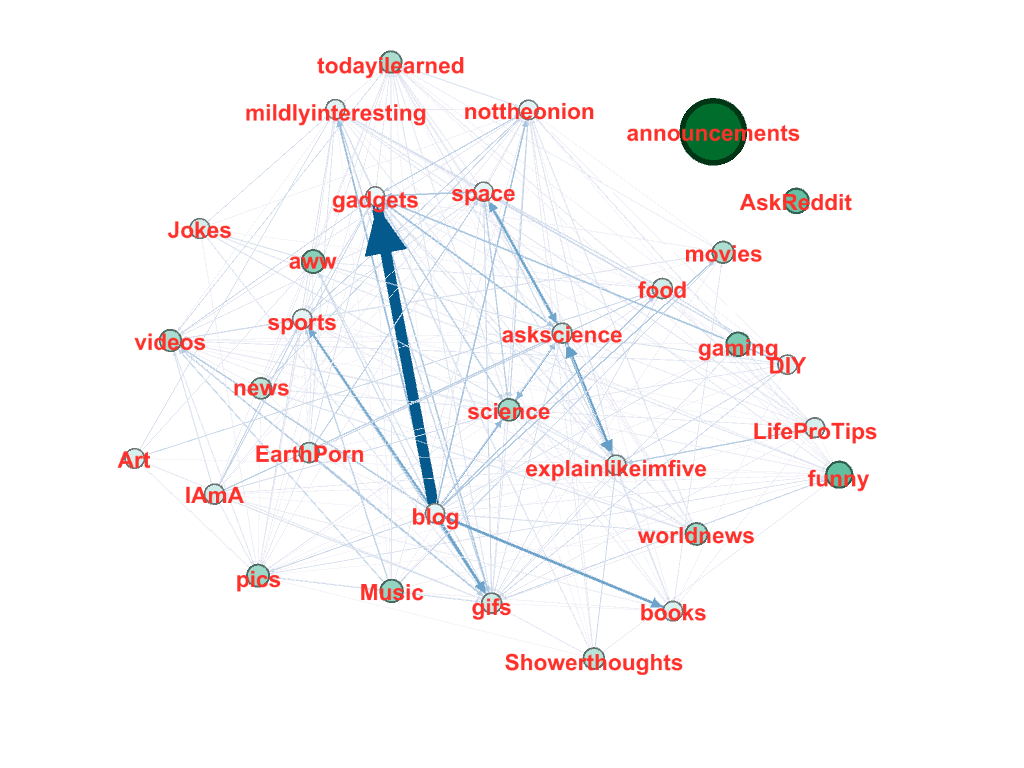 todayilearned
mildlyinteresting
nottheonion
announcements
gadgets
space
AskReddit
Jokes
movies
aww
food
sports
askscience
videos
gaming
DIY
news
science
LifeProTips
Art
EarthPorn
explainlikeimfive
funny
IAmA
blog
worldnews
pics
Music
gifs
books
Showerthoughts